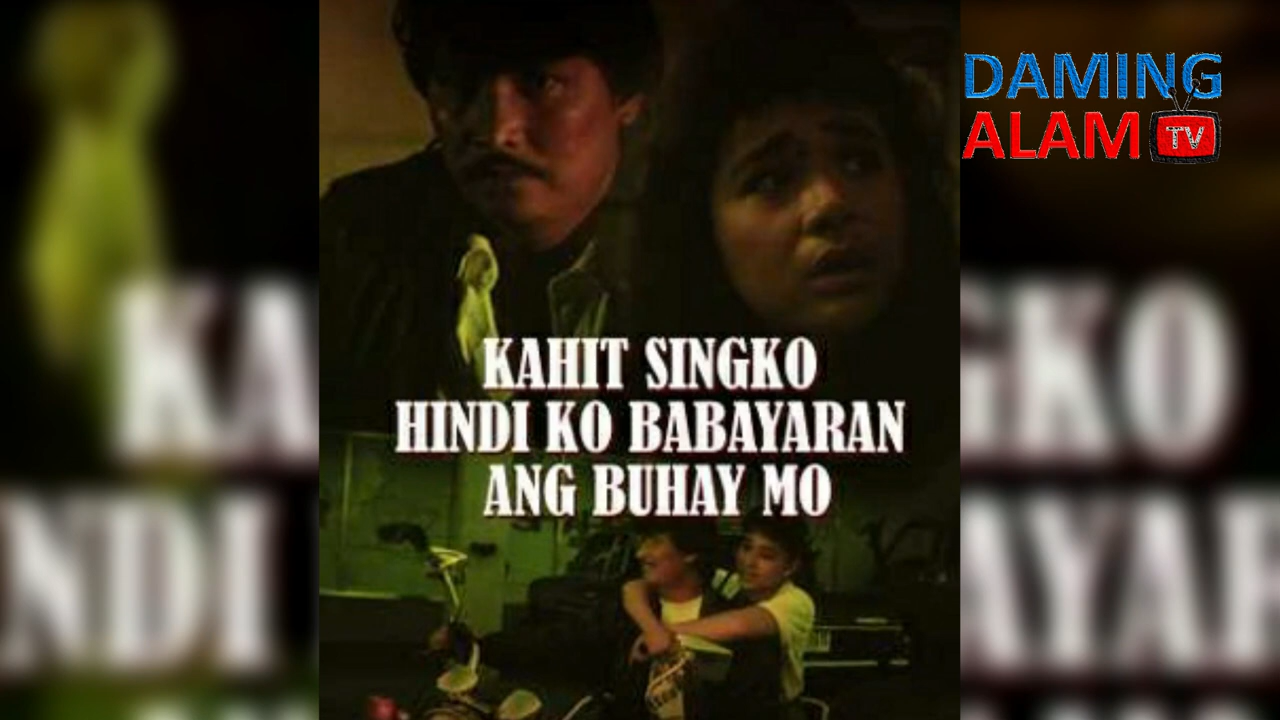 DAMING
ALAM TV
KAHIT SINGKO
HINDI KO BABAYARAN
ANG BUHAY MO